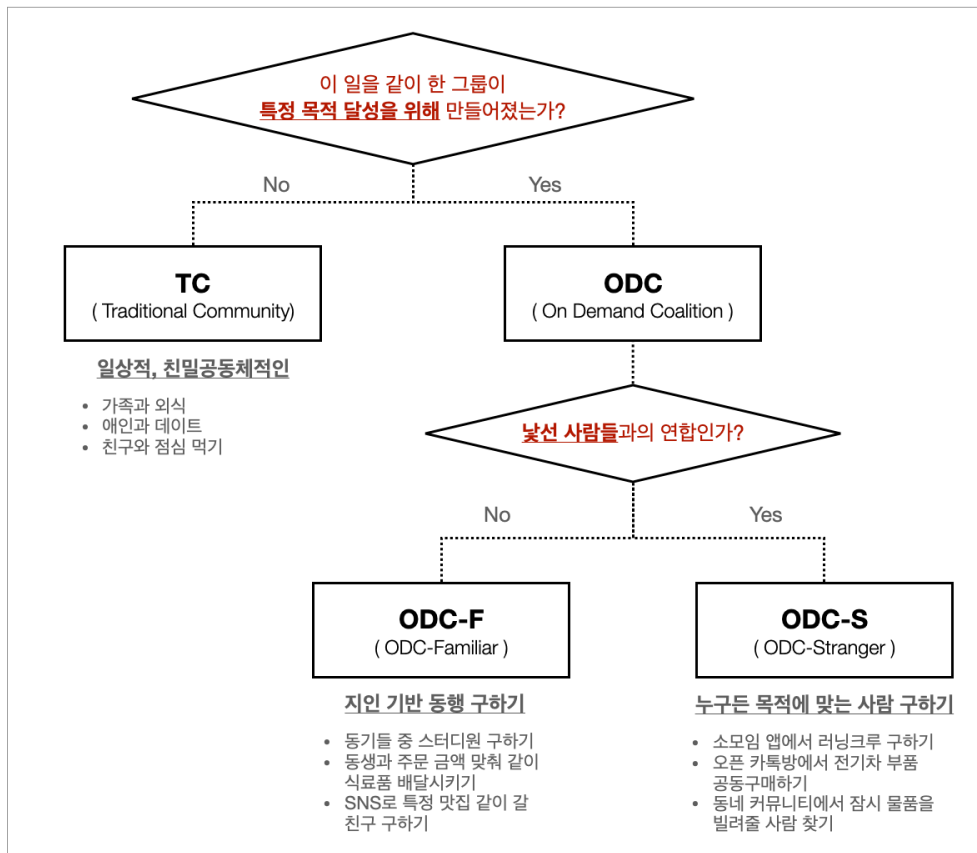 이 일을 같이 한 그룹이
특정 목적 달성을 위해 만들어졌는가?
No
Yes
TC
( Traditional Community)
일상적, 친밀공동체적인
• 가족과 외식
• 애인과 데이트
• 친구와 점심 먹기
ODC
( On Demand Coalition )
낯선 사람들과의 연합인가?
No
Yes
ODC-F
( ODC-Familiar )
지인 기반 동행 구하기
• 동기들 중 스터디원 구하기
• 동생과 주문 금액 맞춰 같이
식료품 배달시키기
• SNS로 특정 맛집 같이 갈
친구 구하기
ODC-S
( ODC-Stranger )
누구든 목적에 맞는 사람 구하기
• 소모임 앱에서 러닝크루 구하기
• 오픈 카톡방에서 전기차 부품
공동구매하기
• 동네 커뮤니티에서 잠시 물품을
빌려줄 사람 찾기